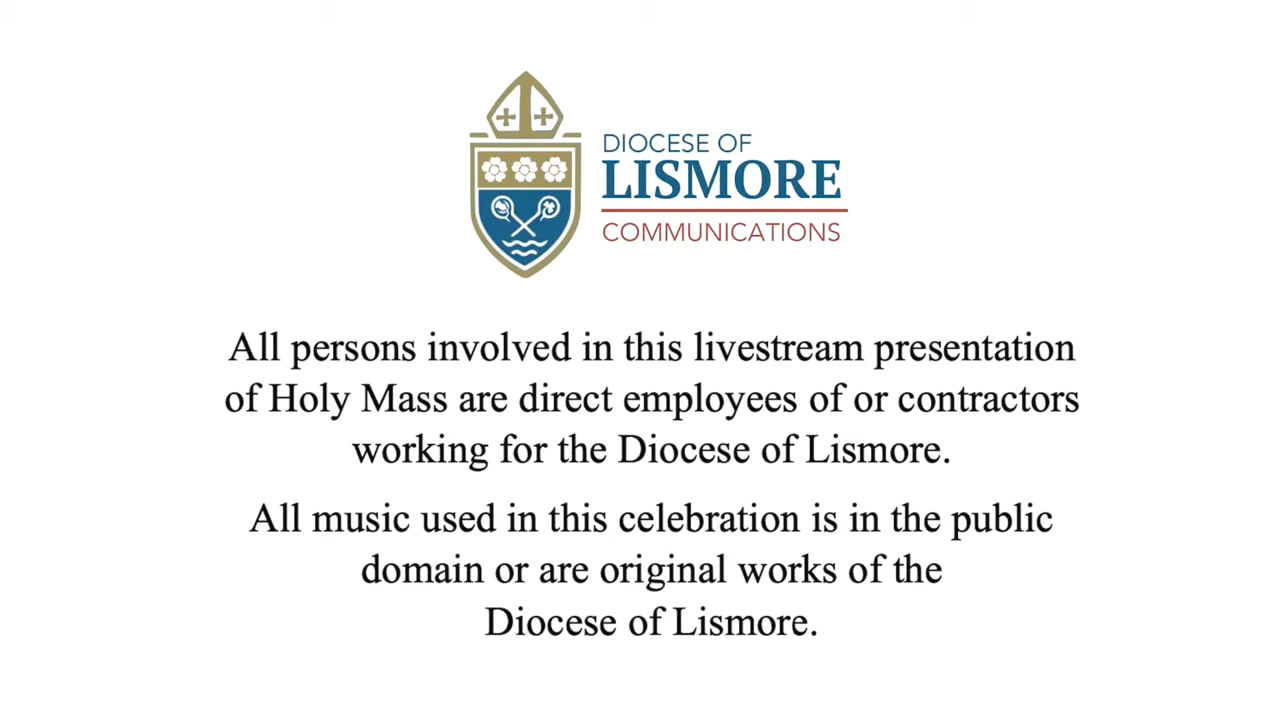 DIOCESE OF
LISMORE
COMMUNICATIONS
All persons involved in this livestream presentation
of Holy Mass are direct employees of or contractors
working for the Diocese of Lismore.
All music used in this celebration is in the public
domain or are original works of the
Diocese of Lismore.